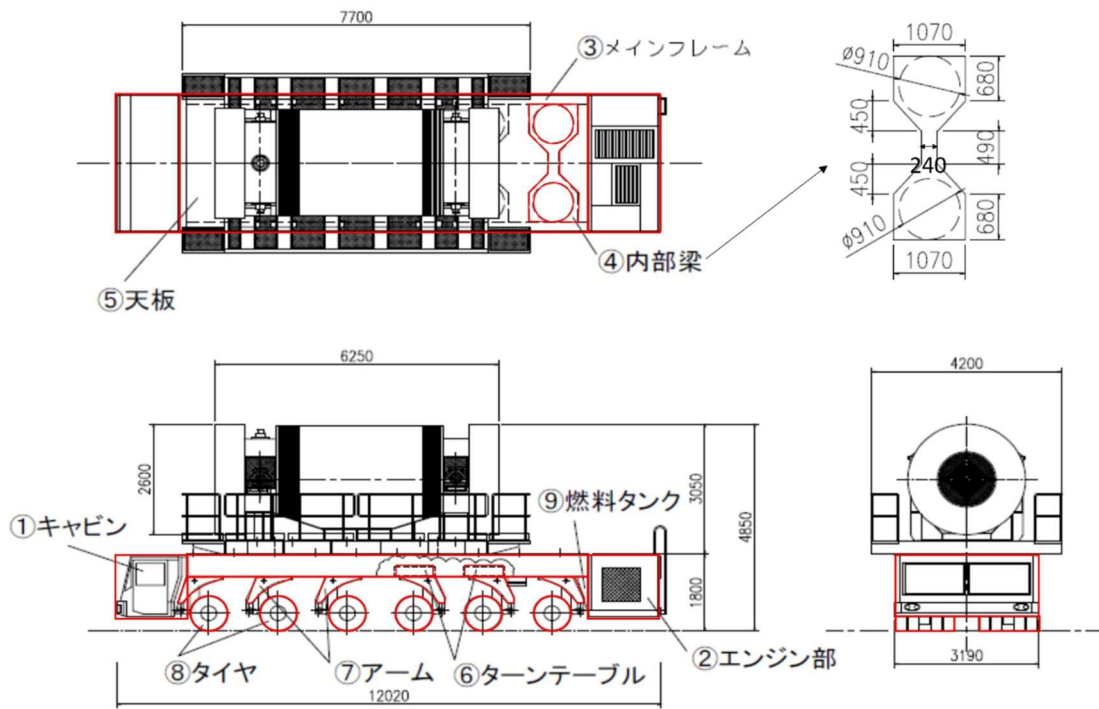 7700
③メインフレーム
④内部梁
⑤天板
1070
ø910
680
450
490
240
450
ø910
680
1070
6250
4200
2600
3050
4850
1800
①キャビン
⑨燃料タンク
⑧タイヤ
⑦アーム
⑥ターンテーブル
②エンジン部
12020
3190